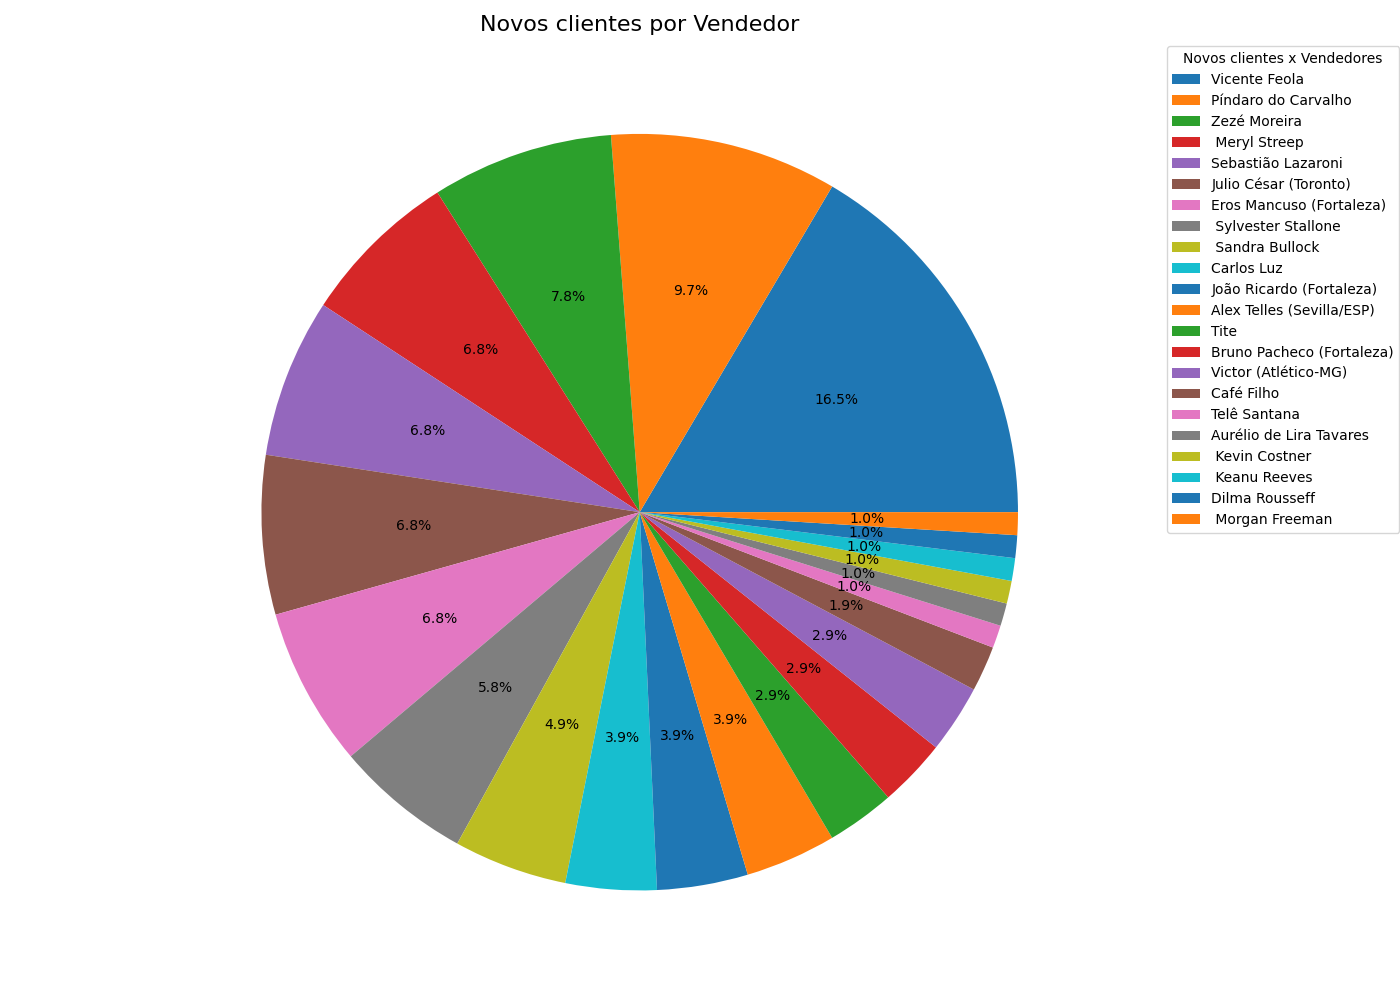 Novos clientes por Vendedor
Novos clientes x Vendedores
Vicente Feola
Píndaro do Carvalho
Zezé Moreira
Meryl Streep
Sebastião Lazaroni
Julio César (Toronto)
Eros Mancuso (Fortaleza)
Sylvester Stallone
Sandra Bullock
Carlos Luz
João Ricardo (Fortaleza)
Alex Telles (Sevilla/ESP)
Tite
Bruno Pacheco (Fortaleza)
Victor (Atlético-MG)
Café Filho
Telê Santana
Aurélio de Lira Tavares
Kevin Costner
Keanu Reeves
Dilma Rousseff
Morgan Freeman
16.5%
9.7%
7.8%
6.8%
6.8%
6.8%
6.8%
5.8%
4.9%
3.9%
3.9%
3.9%
2.9%
2.9%
2.9%
1.9%
1.0%
1.0%
1.0%
1.0%
1.0%
1.0%